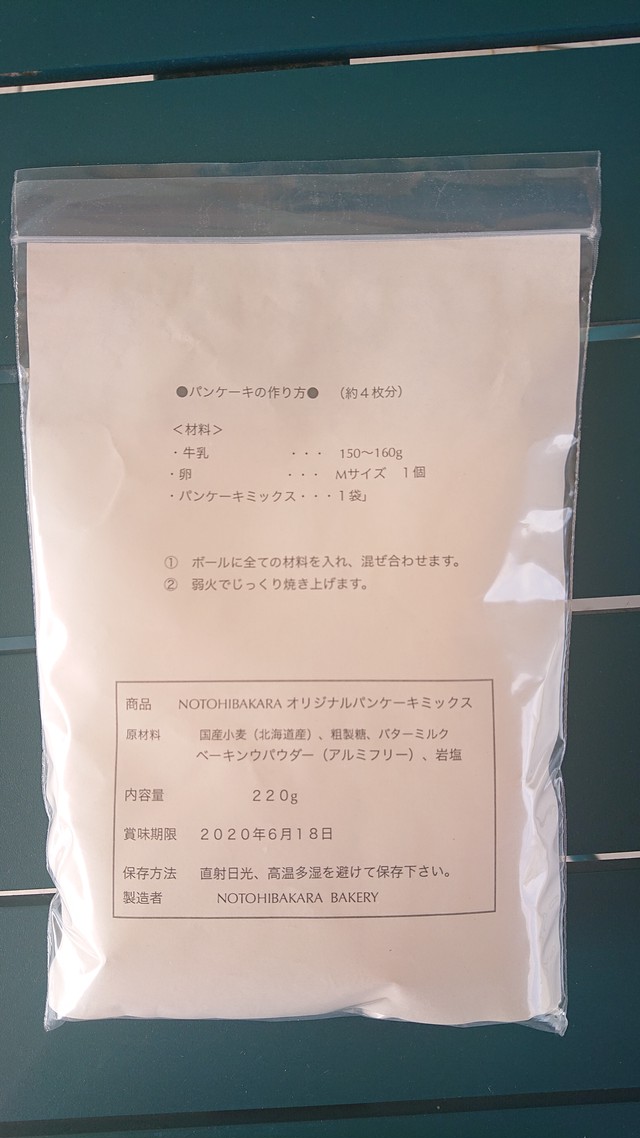 ●パンケーキの作り方● （約４枚分）
＜材料＞
・牛乳 ・・・ 150〜160g
・卵 ・・・ Mサイズ １個
・パンケーキミックス・・・１袋」
① ボールに全ての材料を入れ、混ぜ合わせます。
② 弱火でじっくり焼き上げます。
商品 NOTOHIBAKARA オリジナルパンケーキミックス
原材料 国産小麦（北海道産）、粗製糖、バターミルク
ベーキンウパウダー（アルミフリー）、岩塩
内容量 ２２０g
賞味期限 ２０２０年６月１８日
保存方法 直射日光、高温多湿を避けて保存下さい。
製造者 NOTOHIBAKARA BAKERY